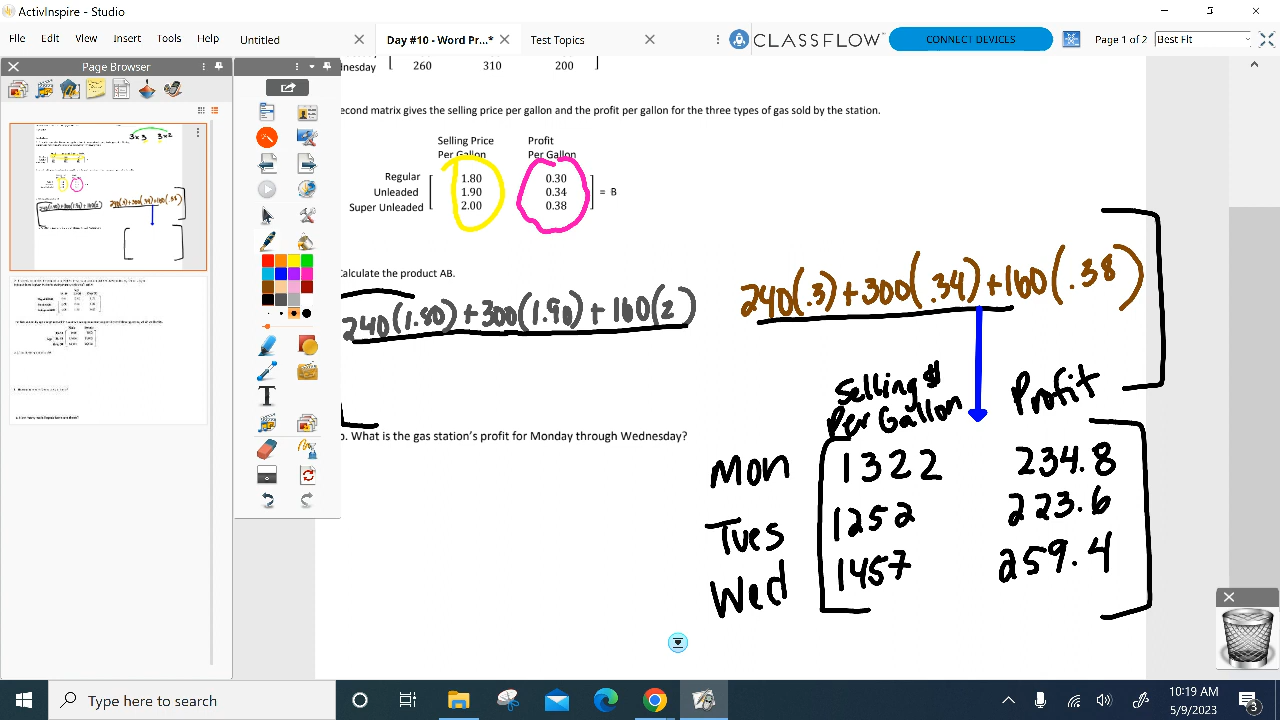 ActivInspire - Studio
File Edit View Insert Tools Help Untitled Day #10 - Word Pr...* Test Topics CLASSFLOW CONNECT DEVICES Page 1 of 2 Best Fit
Page Browser
nesday 260 310 200
econd matrix gives the selling price per gallon and the profit per gallon for the three types of gas sold by the station.
Selling Price Profit
Per Gallon Per Gallon
Regular 1.80 0.30
Unleaded 1.90 0.34 = B
Super Unleaded 2.00 0.38
Calculate the product AB.
240(.3)+300(.34)+160(.38)
240(1.80)+300(1.90)+160(2)
Selling $ Profit
Per Gallon
b. What is the gas station's profit for Monday through Wednesday?
Mon 1322 234.8
Tues 1252 223.6
Wed 1457 259.4
3x3 3x2
Type here to search
10:19 AM
5/9/2023
3